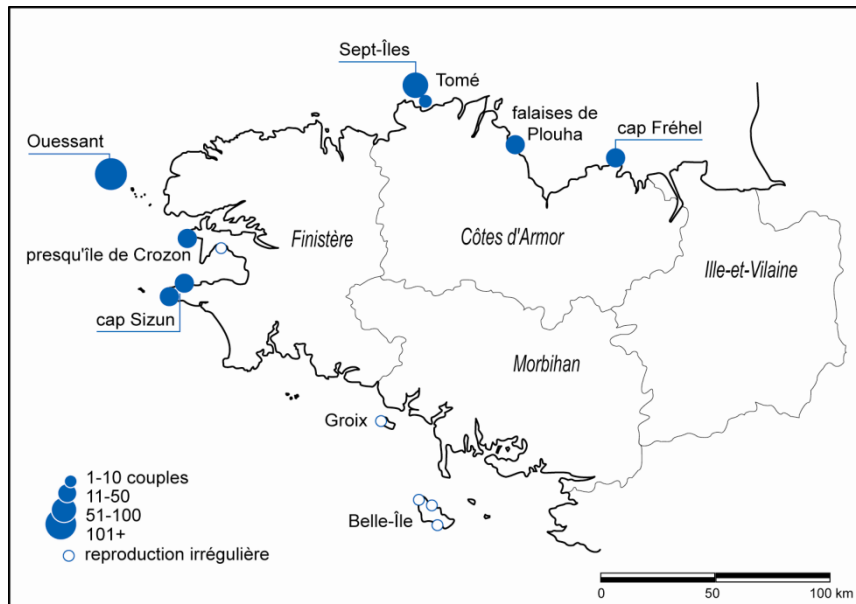 Sept-Îles
Tomé
falaises de
Plouha
cap Fréhel
Ouessant
presqu'île de Crozon
Finistère
Côtes d'Armor
Ille-et-Vilaine
cap Sizun
Morbihan
Groix
Belle-Île
1-10 couples
11-50
51-100
101+
reproduction irrégulière
0 50 100 km